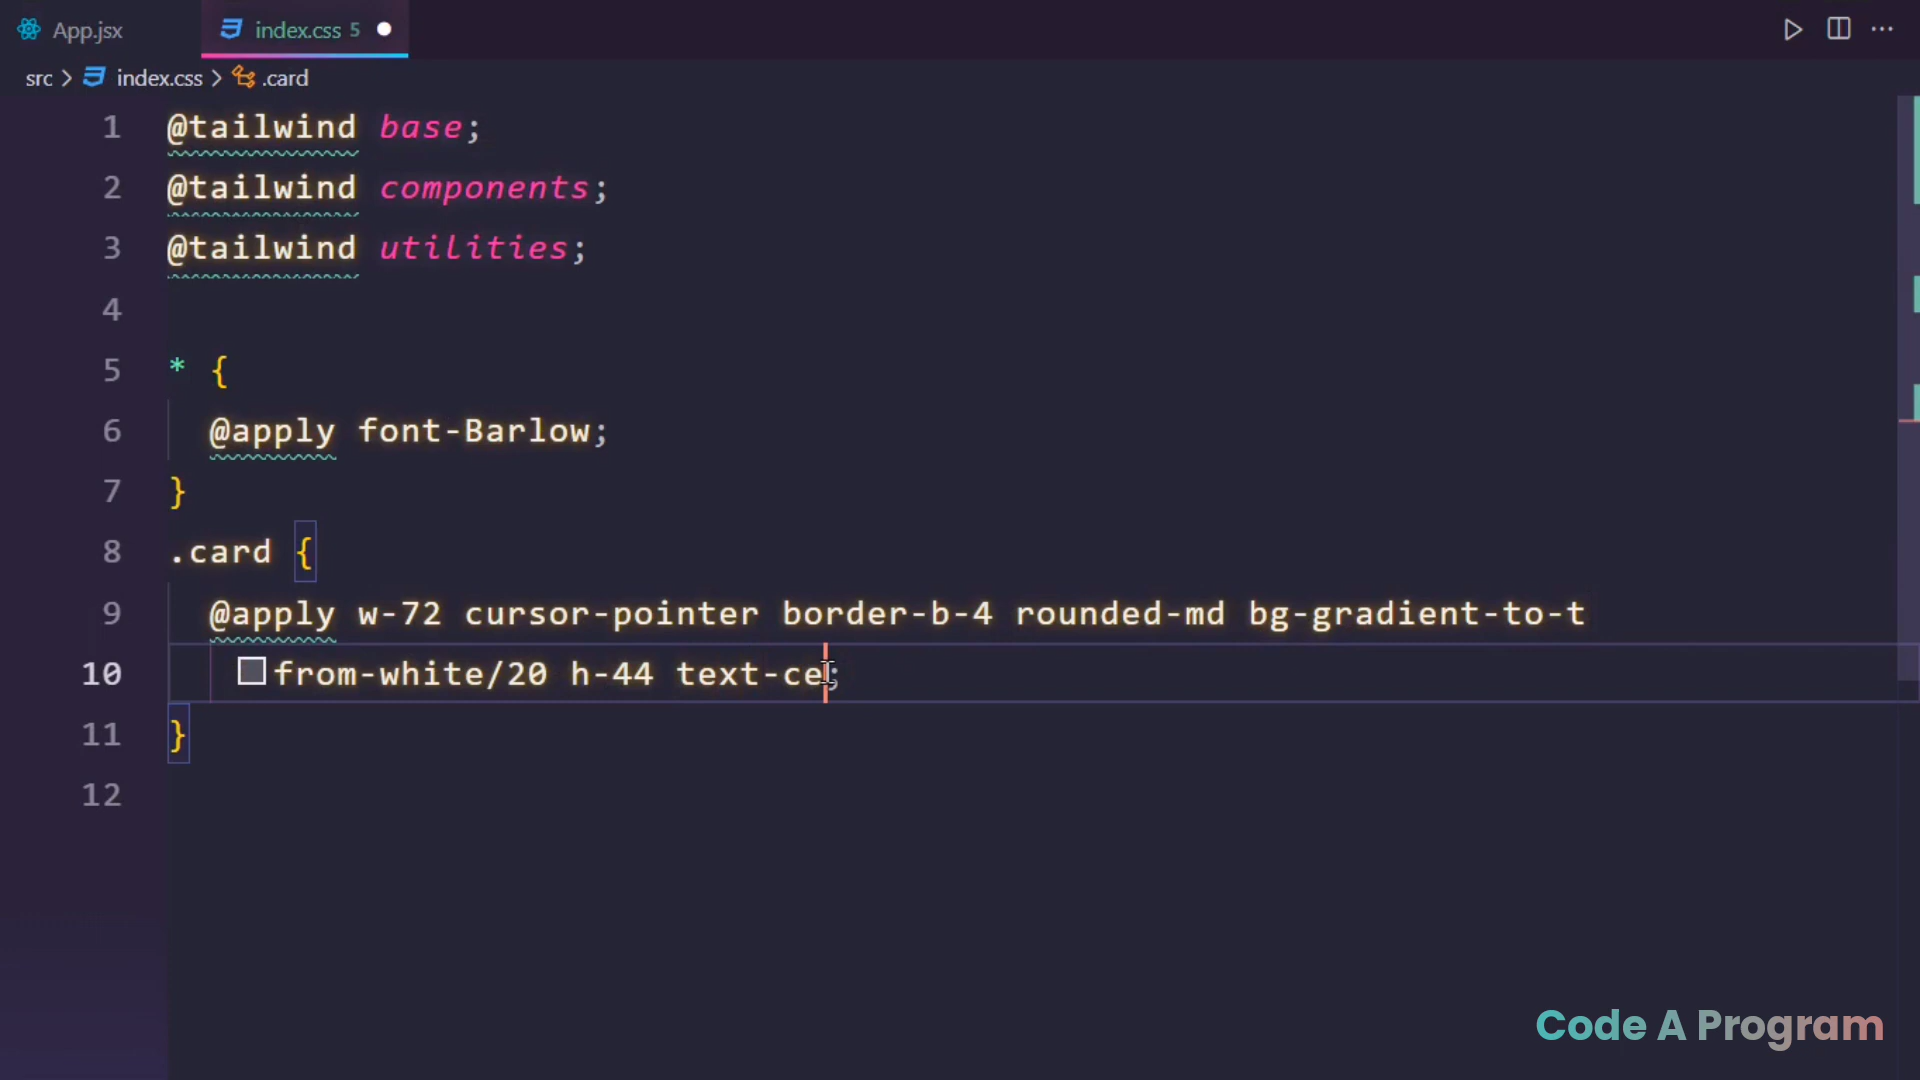 App.jsx
index.css 5
src > index.css > .card
1 @tailwind base;
2 @tailwind components;
3 @tailwind utilities;
4
5 * {
6 @apply font-Barlow;
7 }
8 .card {
9 @apply w-72 cursor-pointer border-b-4 rounded-md bg-gradient-to-t
10 from-white/20 h-44 text-ce;
11 }
12
Code A Program